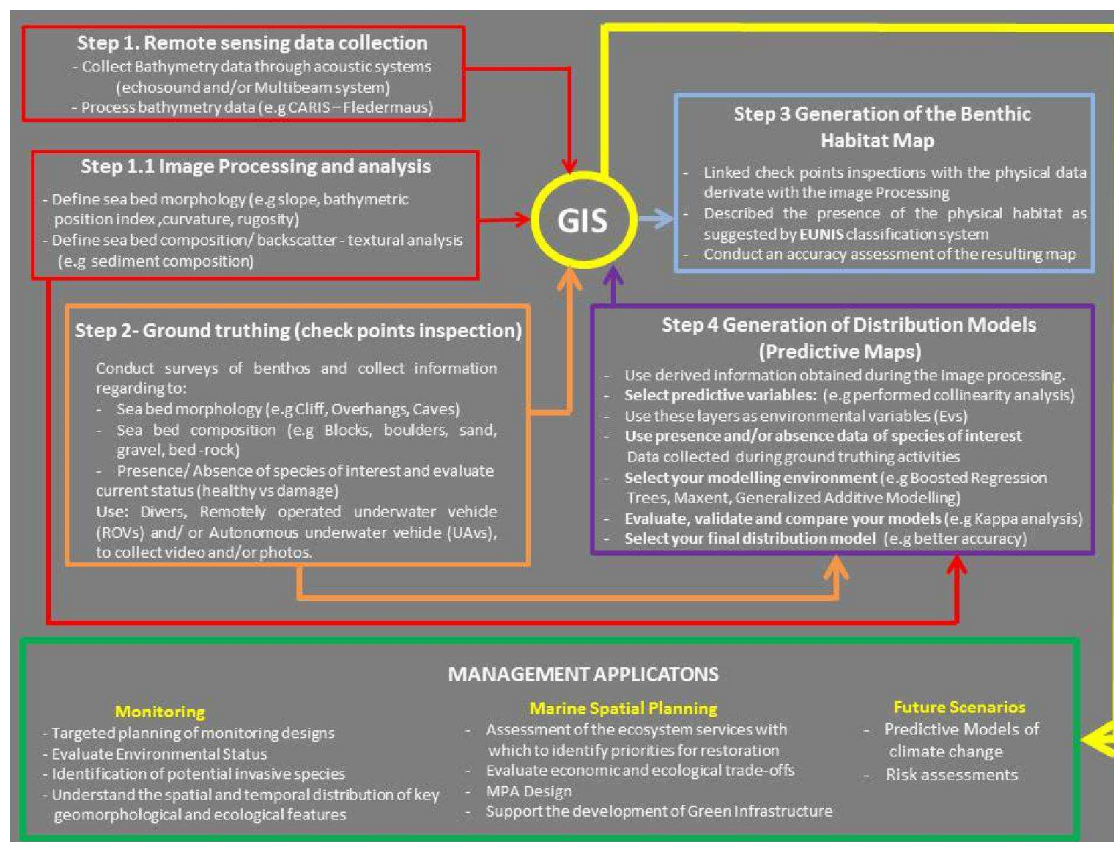 Step 1. Remote sensing data collection
- Collect Bathymetry data through acoustic systems
(echosound and/or Multibeam system)
- Process bathymetry data (e.g CARIS – Fledermaus)
Step 1.1 Image Processing and analysis
- Define sea bed morphology (e.g slope, bathymetric
position index ,curvature, rugosity)
- Define sea bed composition/ backscatter - textural analysis
(e.g sediment composition)
GIS
Step 2- Ground truthing (check points inspection)
Conduct surveys of benthos and collect information
regarding to:
- Sea bed morphology (e.g Cliff, Overhangs, Caves)
- Sea bed composition (e.g Blocks, boulders, sand,
gravel, bed -rock)
- Presence/ Absence of species of interest and evaluate
current status (healthy vs damage)
Use: Divers, Remotely operated underwater vehicle
(ROVs) and/ or Autonomous underwater vehicle (UAvs),
to collect video and/or photos.
Step 3 Generation of the Benthic
Habitat Map
- Linked check points inspections with the physical data
derivate with the image Processing
- Described the presence of the physical habitat as
suggested by EUNIS classification system
- Conduct an accuracy assessment of the resulting map
Step 4 Generation of Distribution Models
(Predictive Maps)
- Use derived information obtained during the image processing.
- Select predictive variables: (e.g performed collinearity analysis)
- Use these layers as environmental variables (Evs)
- Use presence and/or absence data of species of interest
Data collected during ground truthing activities
- Select your modelling environment (e.g Boosted Regression
Trees, Maxent, Generalized Additive Modelling)
- Evaluate, validate and compare your models (e.g Kappa analysis)
- Select your final distribution model (e.g better accuracy)
MANAGEMENT APPLICATONS
Monitoring
- Targeted planning of monitoring designs
- Evaluate Environmental Status
- Identification of potential invasive species
- Understand the spatial and temporal distribution of key
geomorphological and ecological features
Marine Spatial Planning
- Assessment of the ecosystem services with
which to identify priorities for restoration
- Evaluate economic and ecological trade-offs
- MPA Design
- Support the development of Green Infrastructure
Future Scenarios
- Predictive Models of
climate change
- Risk assessments